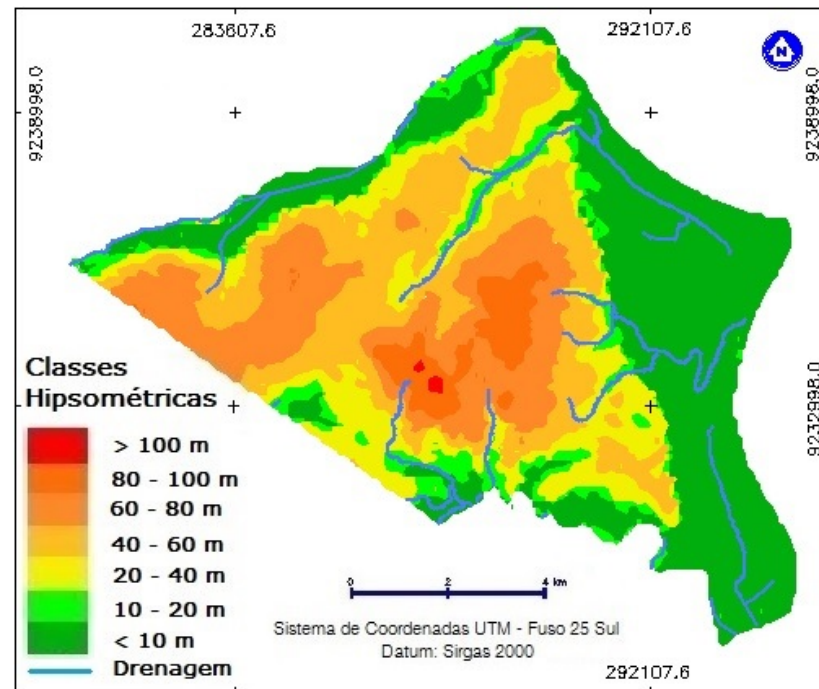 283607.6
292107.6
N
9238998.0
9238998.0
Classes
Hipsométricas
> 100 m
80 - 100 m
60 - 80 m
40 - 60 m
20 - 40 m
10 - 20 m
< 10 m
Drenagem
9232998.0
0 2 4 km
Sistema de Coordenadas UTM - Fuso 25 Sul
Datum: Sirgas 2000
292107.6